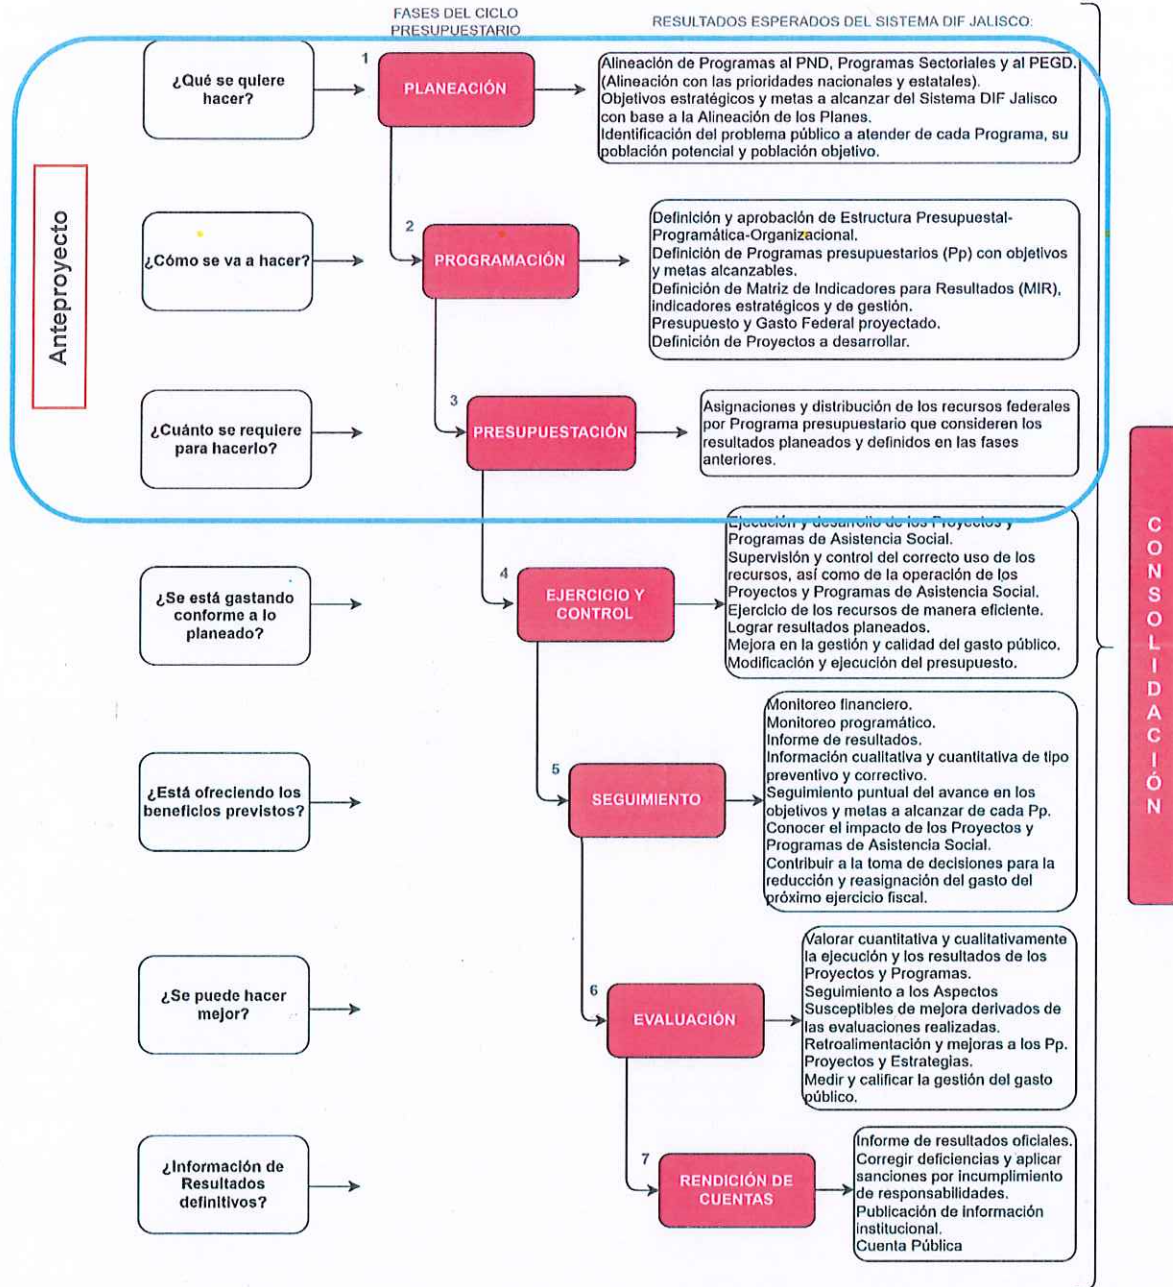 FASES DEL CICLO
PRESUPUESTARIO
RESULTADOS ESPERADOS DEL SISTEMA DIF JALISCO:
Anteproyecto
¿Qué se quiere
hacer?
1
PLANEACIÓN
Alineación de Programas al PND, Programas Sectoriales y al PEGD.
(Alineación con las prioridades nacionales y estatales).
Objetivos estratégicos y metas a alcanzar del Sistema DIF Jalisco
con base a la Alineación de los Planes.
Identificación del problema público a atender de cada Programa, su
población potencial y población objetivo.
¿Cómo se va a hacer?
2
PROGRAMACIÓN
Definición y aprobación de Estructura Presupuestal-
Programática-Organizacional.
Definición de Programas presupuestarios (Pp) con objetivos
y metas alcanzables.
Definición de Matriz de Indicadores para Resultados (MIR),
indicadores estratégicos y de gestión.
Presupuesto y Gasto Federal proyectado.
Definición de Proyectos a desarrollar.
¿Cuánto se requiere
para hacerlo?
3
PRESUPUESTACIÓN
Asignaciones y distribución de los recursos federales
por Programa presupuestario que consideren los
resultados planeados y definidos en las fases
anteriores.
¿Se está gastando
conforme a lo
planeado?
4
EJERCICIO Y
CONTROL
Ejecución y desarrollo de los Proyectos y
Programas de Asistencia Social.
Supervisión y control del correcto uso de los
recursos, así como de la operación de los
Proyectos y Programas de Asistencia Social.
Ejercicio de los recursos de manera eficiente.
Lograr resultados planeados.
Mejora en la gestión y calidad del gasto público.
Modificación y ejecución del presupuesto.
¿Está ofreciendo los
beneficios previstos?
5
SEGUIMIENTO
Monitoreo financiero.
Monitoreo programático.
Informe de resultados.
Información cualitativa y cuantitativa de tipo
preventivo y correctivo.
Seguimiento puntual del avance en los
objetivos y metas a alcanzar de cada Pp.
Conocer el impacto de los Proyectos y
Programas de Asistencia Social.
Contribuir a la toma de decisiones para la
reducción y reasignación del gasto del
próximo ejercicio fiscal.
¿Se puede hacer
mejor?
6
EVALUACIÓN
Valorar cuantitativa y cualitativamente
la ejecución y los resultados de los
Proyectos y Programas.
Seguimiento a los Aspectos
Susceptibles de mejora derivados de
las evaluaciones realizadas.
Retroalimentación y mejoras a los Pp.
Proyectos y Estrategias.
Medir y calificar la gestión del gasto
público.
¿Información de
Resultados
definitivos?
7
RENDICIÓN DE
CUENTAS
Informe de resultados oficiales.
Corregir deficiencias y aplicar
sanciones por incumplimiento
de responsabilidades.
Publicación de información
institucional.
Cuenta Pública
CONSOLIDACIÓN